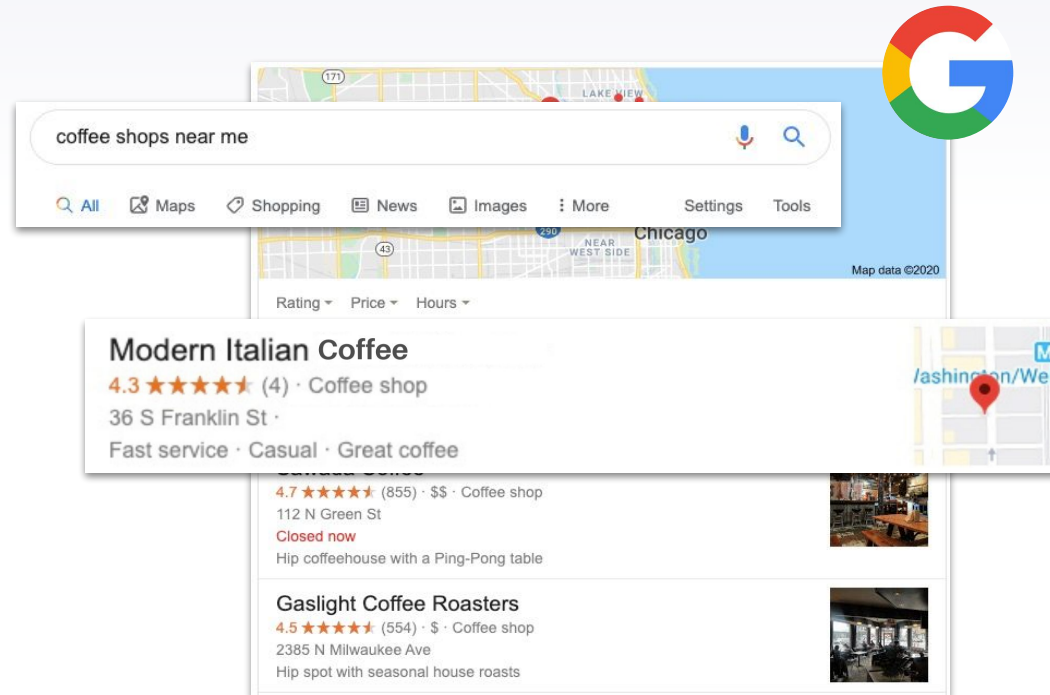 171
LAKE VIEW
coffee shops near me
All Maps Shopping News Images More Settings Tools
290
Chicago
43
NEAR
WEST SIDE
Map data ©2020
Rating Price Hours
Modern Italian Coffee
4.3 (4) · Coffee shop
36 S Franklin St ·
Fast service · Casual · Great coffee
M
/ashington/We
4.7 (855) · $$ · Coffee shop
112 N Green St
Closed now
Hip coffeehouse with a Ping-Pong table
Gaslight Coffee Roasters
4.5 (554) · $ · Coffee shop
2385 N Milwaukee Ave
Hip spot with seasonal house roasts